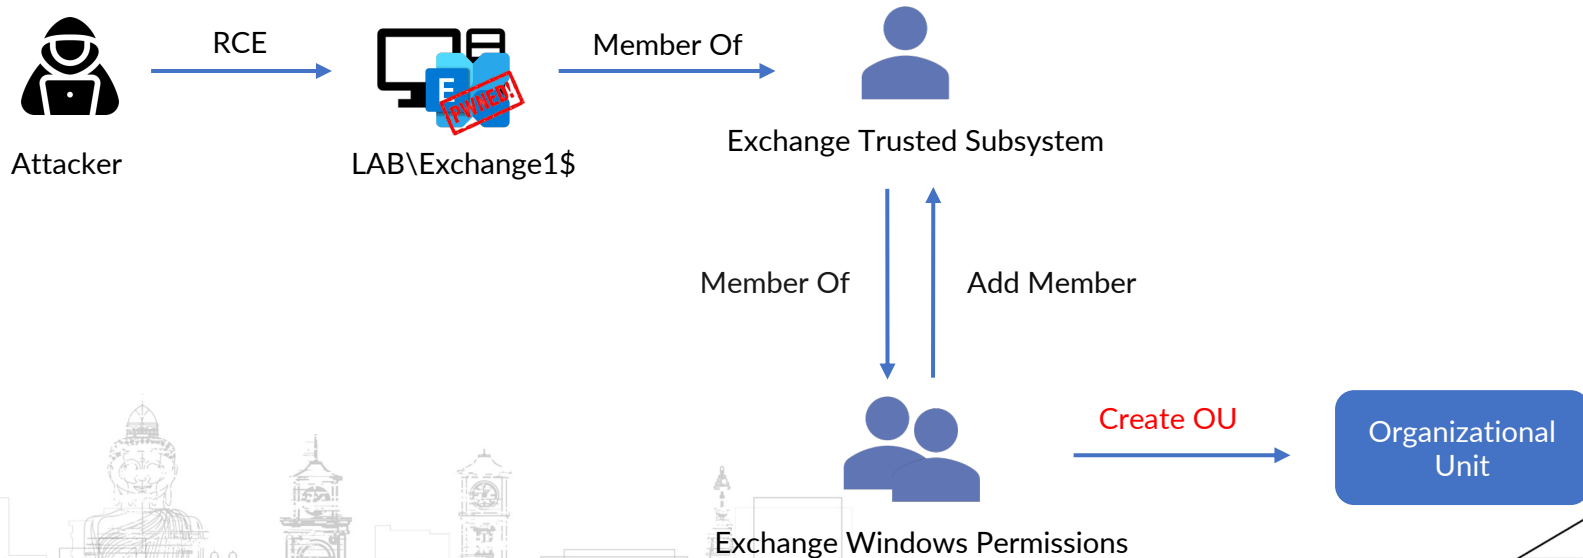 RCE
Member Of
E
PWNED!
Attacker
LAB\Exchange1$
Exchange Trusted Subsystem
Member Of
Add Member
Create OU
Organizational
Unit
Exchange Windows Permissions